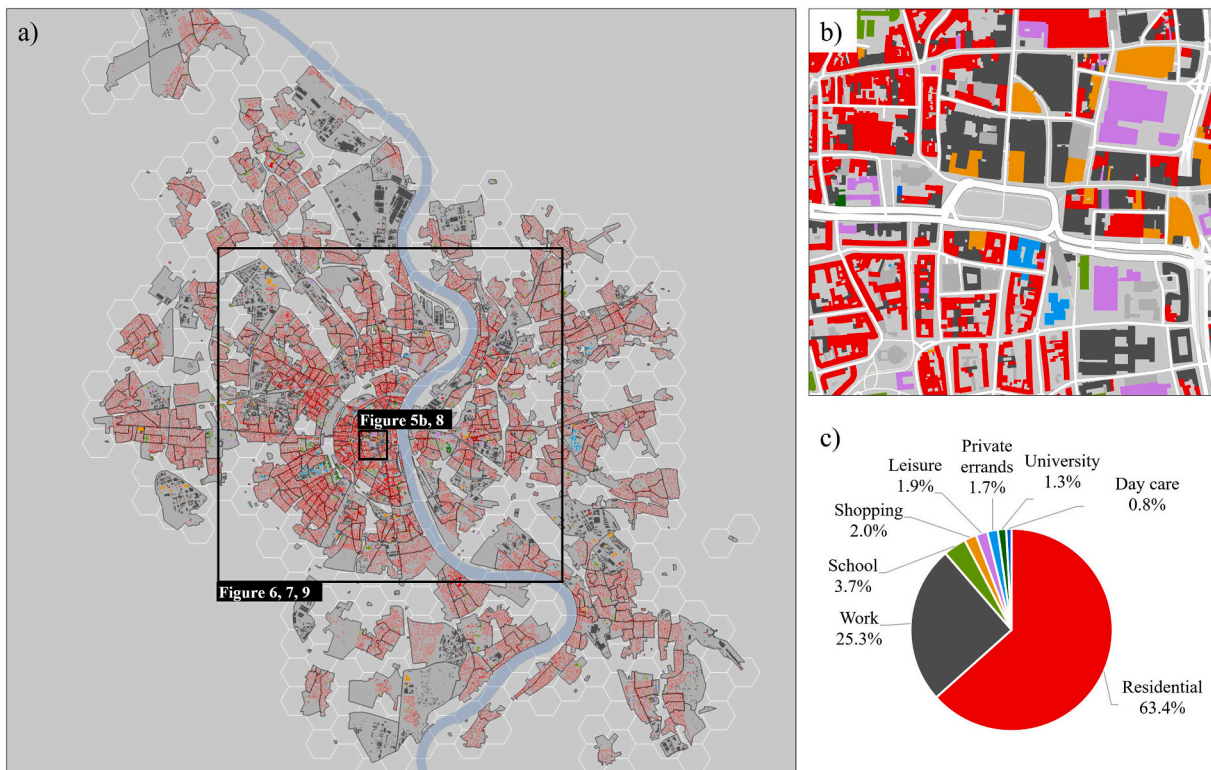 a)
Figure 5b, 8
Figure 6, 7, 9
b)
c)
Leisure
1.9%
Private
errands
1.7%
University
1.3%
Day care
0.8%
Shopping
2.0%
School
3.7%
Work
25.3%
Residential
63.4%